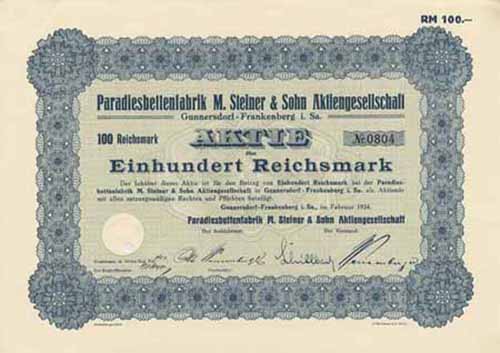 RM 100.—
Paradiesbettenfabrik M. Steiner & Sohn Aktiengesellschaft
Gunnersdorf-Frankenberg i. Sa.
100 Reichsmark AKTIE № 0804
über
Einhundert Reichsmark
Der Inhaber dieser Aktie ist für den Betrag von Einhundert Reichsmark bei der Paradies-
bettenfabrik M. Steiner & Sohn Aktiengesellschaft in Gunnersdorf-Frankenberg i. Sa. als Aktionär
mit allen satzungsmäßigen Rechten und Pflichten beteiligt.
Gunnersdorf-Frankenberg i. Sa., im Februar 1934.
Paradiesbettenfabrik M. Steiner & Sohn Aktiengesellschaft
Der Aufsichtsrat. Der Vorstand.